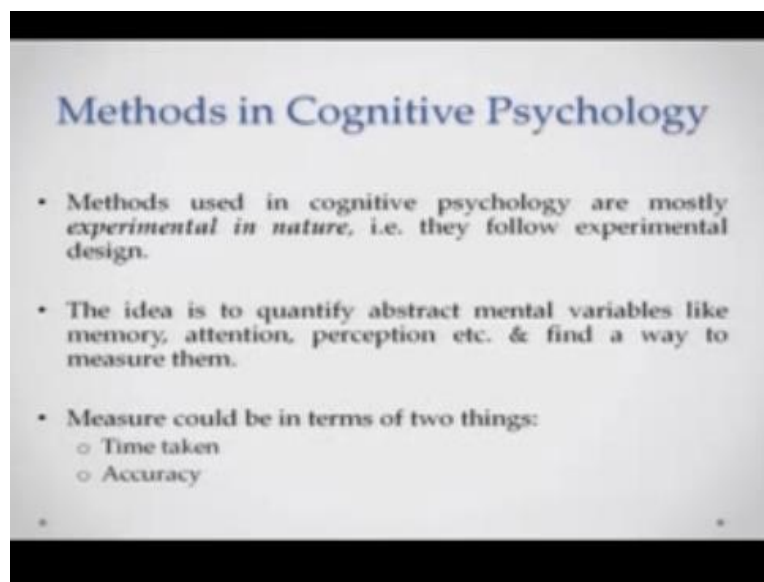 Methods in Cognitive Psychology
• Methods used in cognitive psychology are mostly
experimental in nature, i.e. they follow experimental
design.
• The idea is to quantify abstract mental variables like
memory, attention, perception etc. & find a way to
measure them.
• Measure could be in terms of two things:
o Time taken
o Accuracy